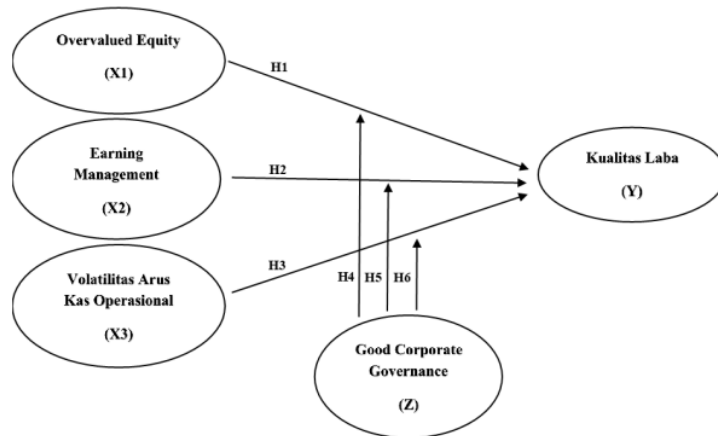 Overvalued Equity
(X1)
H1
Earning
Management
(X2)
H2
Kualitas Laba
(Y)
Volatilitas Arus
Kas Operasional
(X3)
H3
H4
H5
H6
Good Corporate
Governance
(Z)